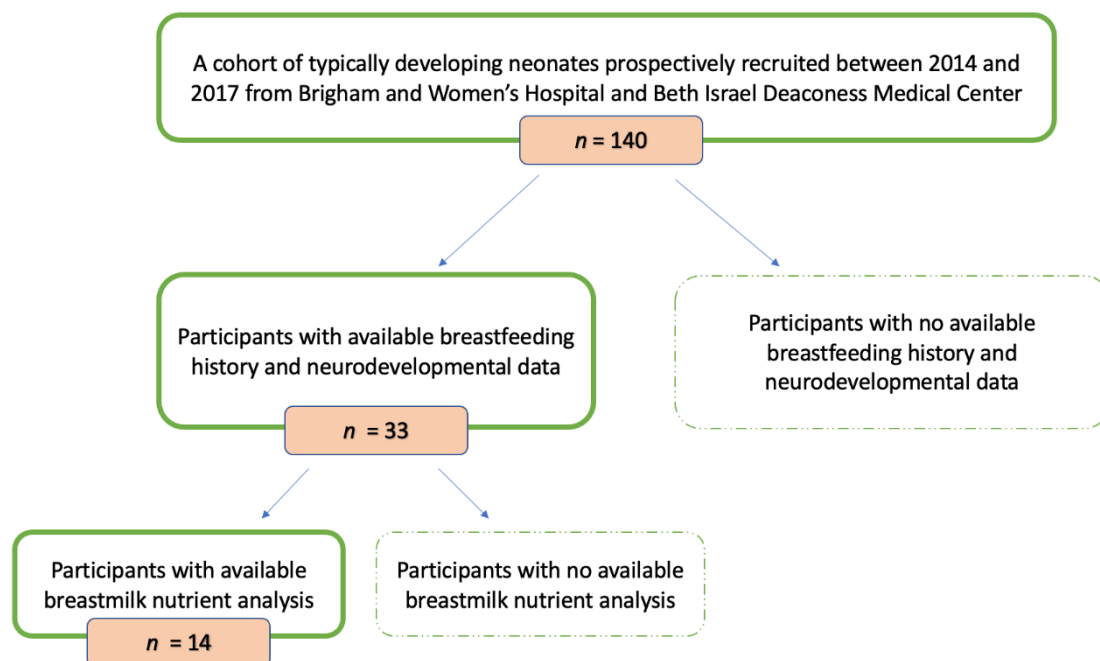 A cohort of typically developing neonates prospectively recruited between 2014 and
2017 from Brigham and Women’s Hospital and Beth Israel Deaconess Medical Center
n = 140
Participants with available breastfeeding
history and neurodevelopmental data
n = 33
Participants with no available
breastfeeding history and
neurodevelopmental data
Participants with available
breastmilk nutrient analysis
n = 14
Participants with no available
breastmilk nutrient analysis